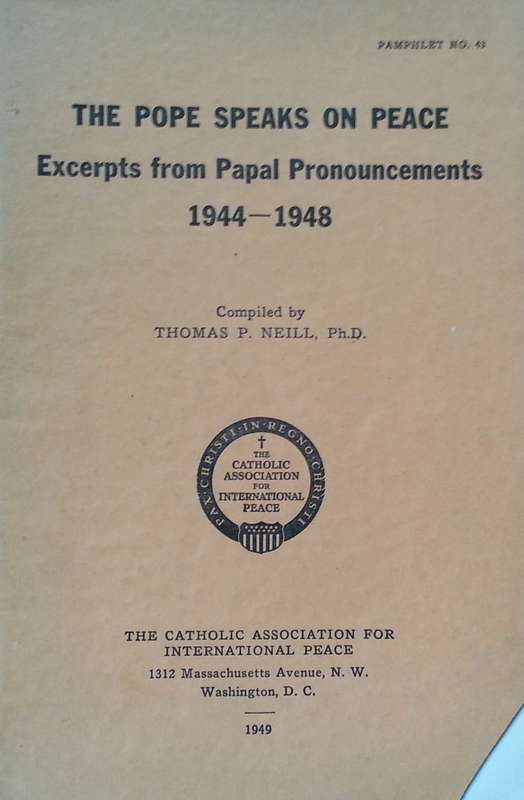 PAMPHLET NO. 43
THE POPE SPEAKS ON PEACE
Excerpts from Papal Pronouncements
1944—1948
Compiled by
THOMAS P. NEILL, Ph.D.
PAX·CHRISTI·IN·REGNO·CHRISTI
THE
CATHOLIC
ASSOCIATION
FOR
INTERNATIONAL
PEACE
THE CATHOLIC ASSOCIATION FOR
INTERNATIONAL PEACE
1312 Massachusetts Avenue, N. W.
Washington, D. C.
1949